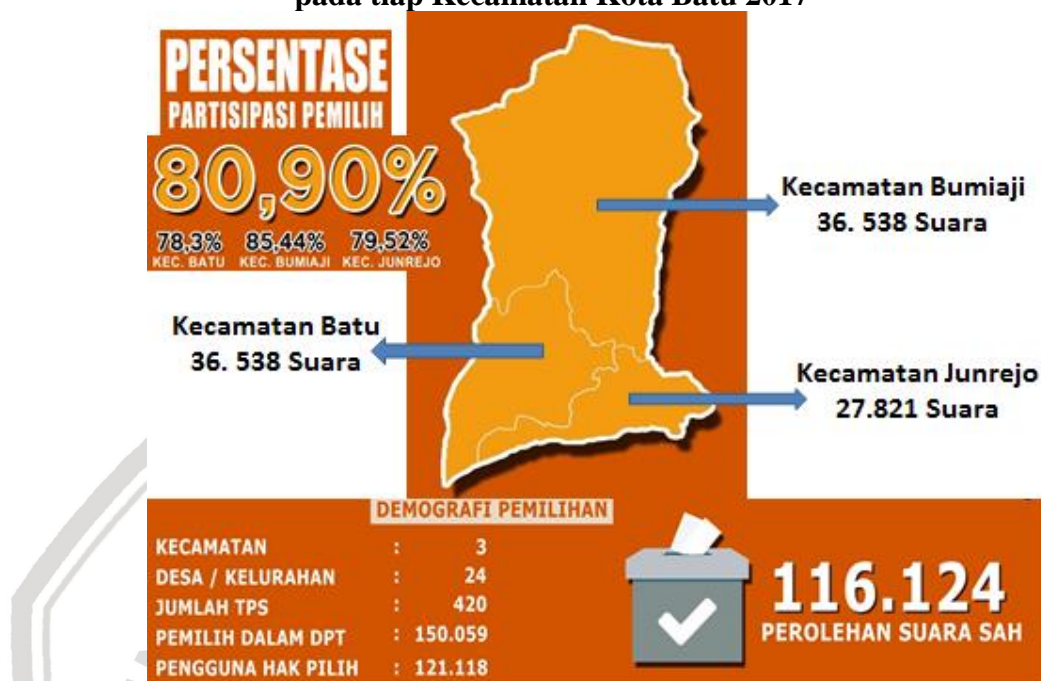 pada tiap Kecamatan Kota Batu 2017
PERSENTASE
PARTISIPASI PEMILIH
80,90%
78,3% 85,44% 79,52%
KEC. BATU KEC. BUMIAJI KEC. JUNREJO
Kecamatan Bumiaji
36. 538 Suara
Kecamatan Batu
36. 538 Suara
Kecamatan Junrejo
27.821 Suara
DEMOGRAFI PEMILIHAN
KECAMATAN : 3
DESA / KELURAHAN : 24
JUMLAH TPS : 420
PEMILIH DALAM DPT : 150.059
PENGGUNA HAK PILIH : 121.118
116.124
PEROLEHAN SUARA SAH